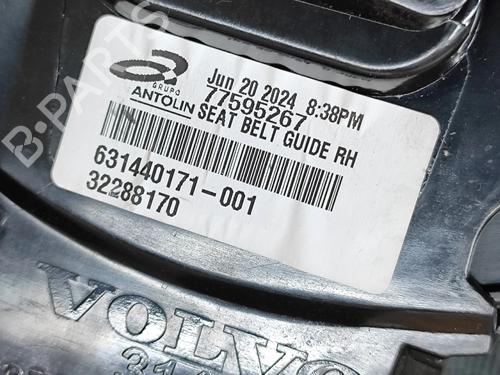 GRUPO
ANTOLIN
Jun 20 2024 8:38PM
77595267
SEAT BELT GUIDE RH
631440171-001
32288170
VOLVO
B-PARTS